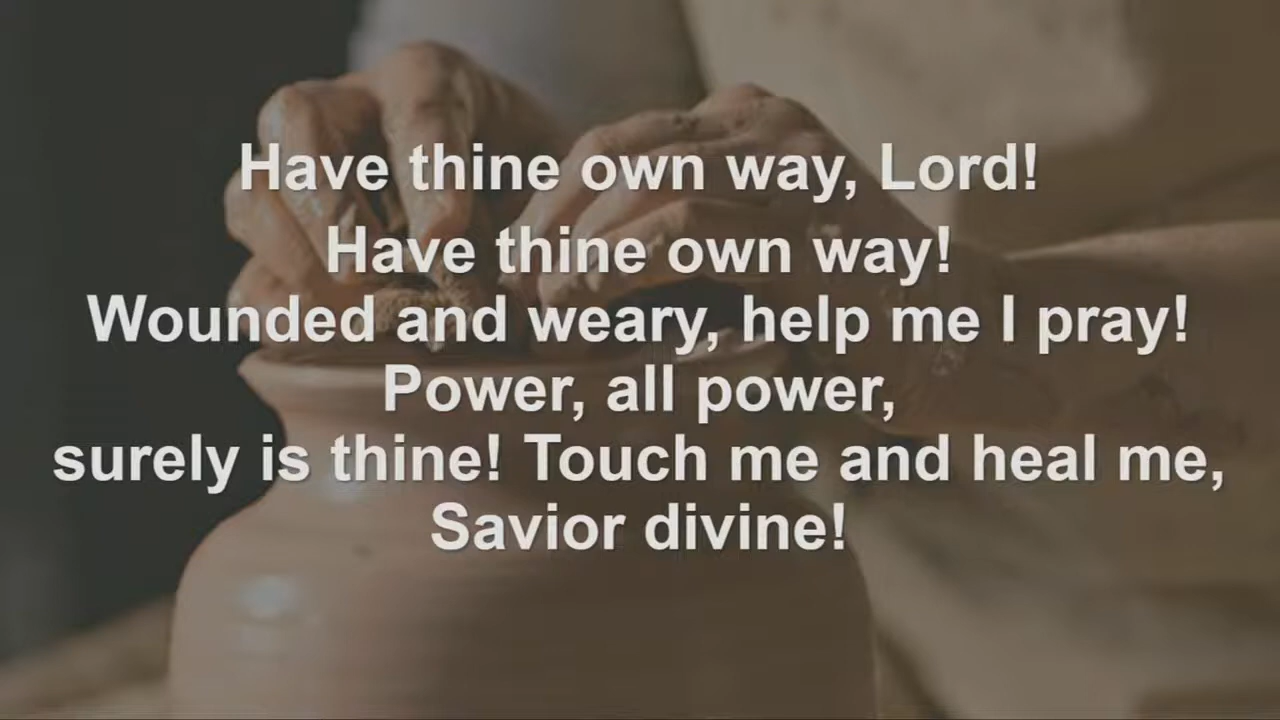 Have thine own way, Lord!
Have thine own way!
Wounded and weary, help me I pray!
Power, all power,
surely is thine! Touch me and heal me,
Savior divine!